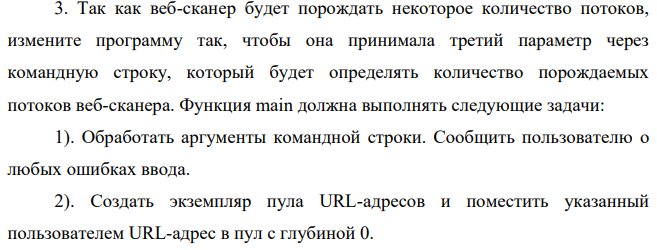 3. Так как веб-сканер будет порождать некоторое количество потоков,
измените программу так, чтобы она принимала третий параметр через
командную строку, который будет определять количество порождаемых
потоков веб-сканера. Функция main должна выполнять следующие задачи:
1). Обработать аргументы командной строки. Сообщить пользователю о
любых ошибках ввода.
2). Создать экземпляр пула URL-адресов и поместить указанный
пользователем URL-адрес в пул с глубиной 0.